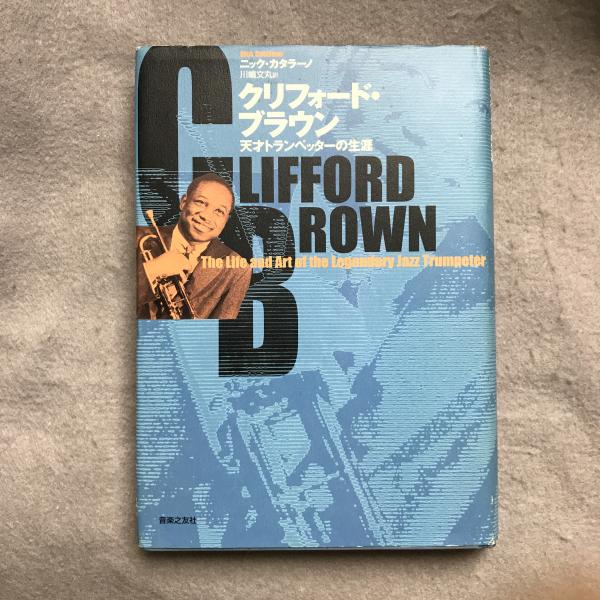 ニック・カタラーノ
川嶋文丸訳
クリフォード・
ブラウン
天才トランペッターの生涯
CLIFFORD
BROWN
The Life and Art of the Legendary Jazz Trumpeter
音楽之友社